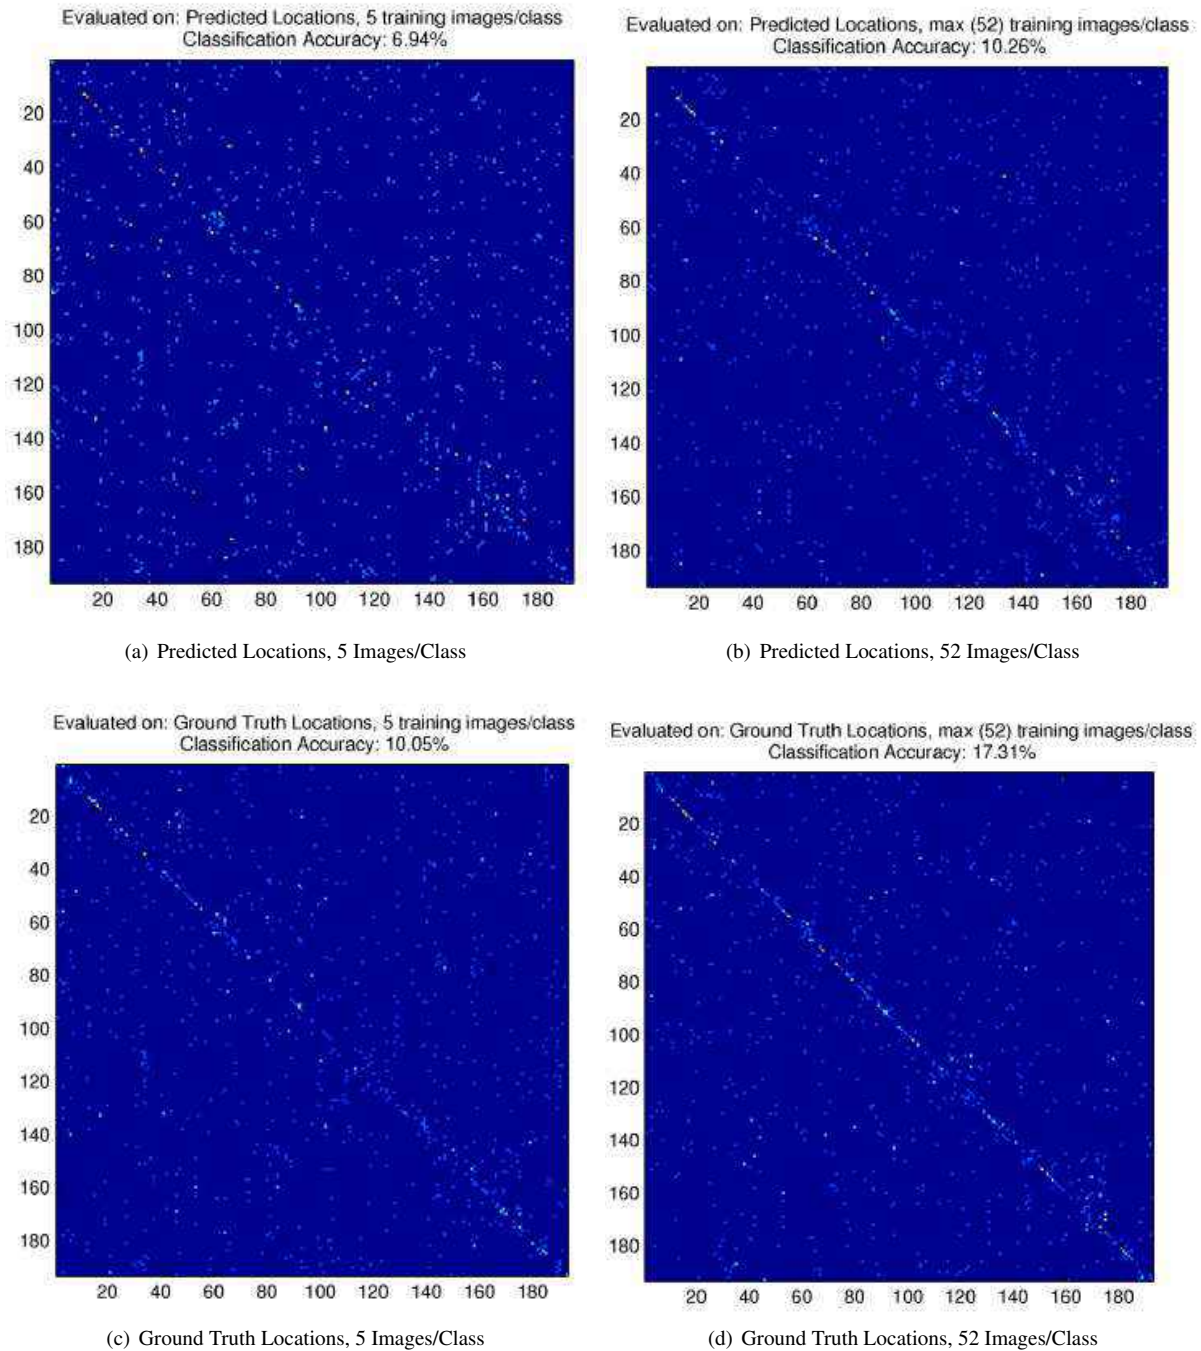 Evaluated on: Predicted Locations, 5 training images/class
Classification Accuracy: 6.94%
20
40
60
80
100
120
140
160
180
20 40 60 80 100 120 140 160 180
(a) Predicted Locations, 5 Images/Class
Evaluated on: Predicted Locations, max (52) training images/class
Classification Accuracy: 10.26%
20
40
60
80
100
120
140
160
180
20 40 60 80 100 120 140 160 180
(b) Predicted Locations, 52 Images/Class
Evaluated on: Ground Truth Locations, 5 training images/class
Classification Accuracy: 10.05%
20
40
60
80
100
120
140
160
180
20 40 60 80 100 120 140 160 180
(c) Ground Truth Locations, 5 Images/Class
Evaluated on: Ground Truth Locations, max (52) training images/class
Classification Accuracy: 17.31%
20
40
60
80
100
120
140
160
180
20 40 60 80 100 120 140 160 180
(d) Ground Truth Locations, 52 Images/Class